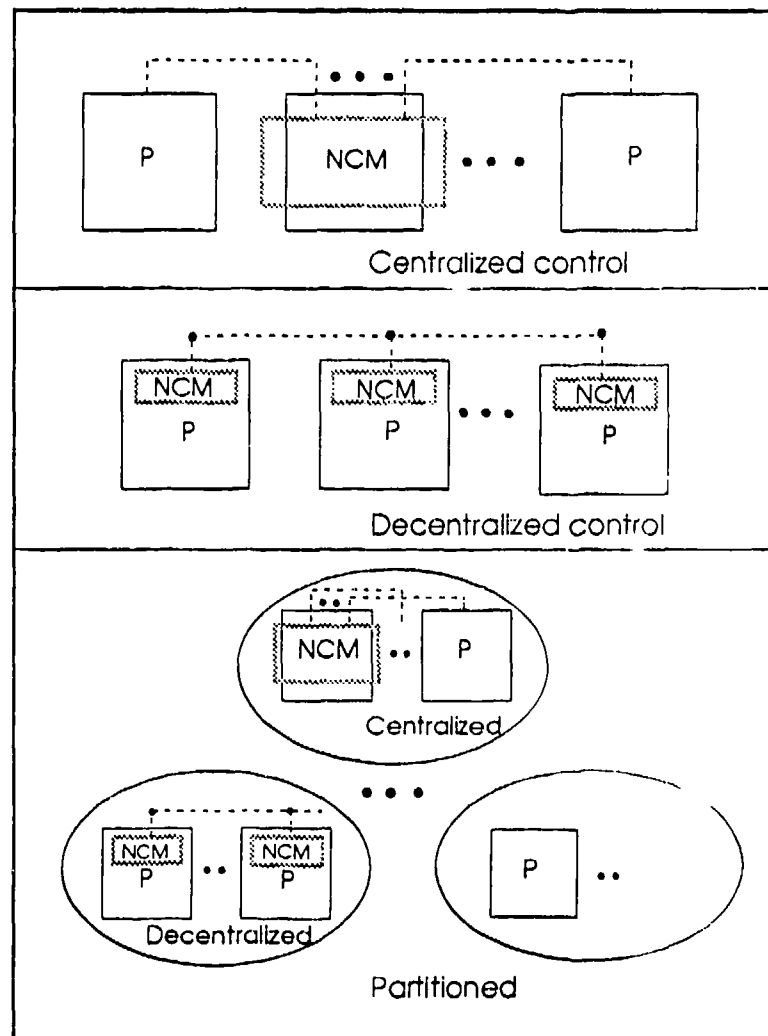 P NCM P
Centralized control
NCM NCM NCM
P P P
Decentralized control
NCM P
Centralized
NCM NCM
P P
Decentralized
P
Partitioned